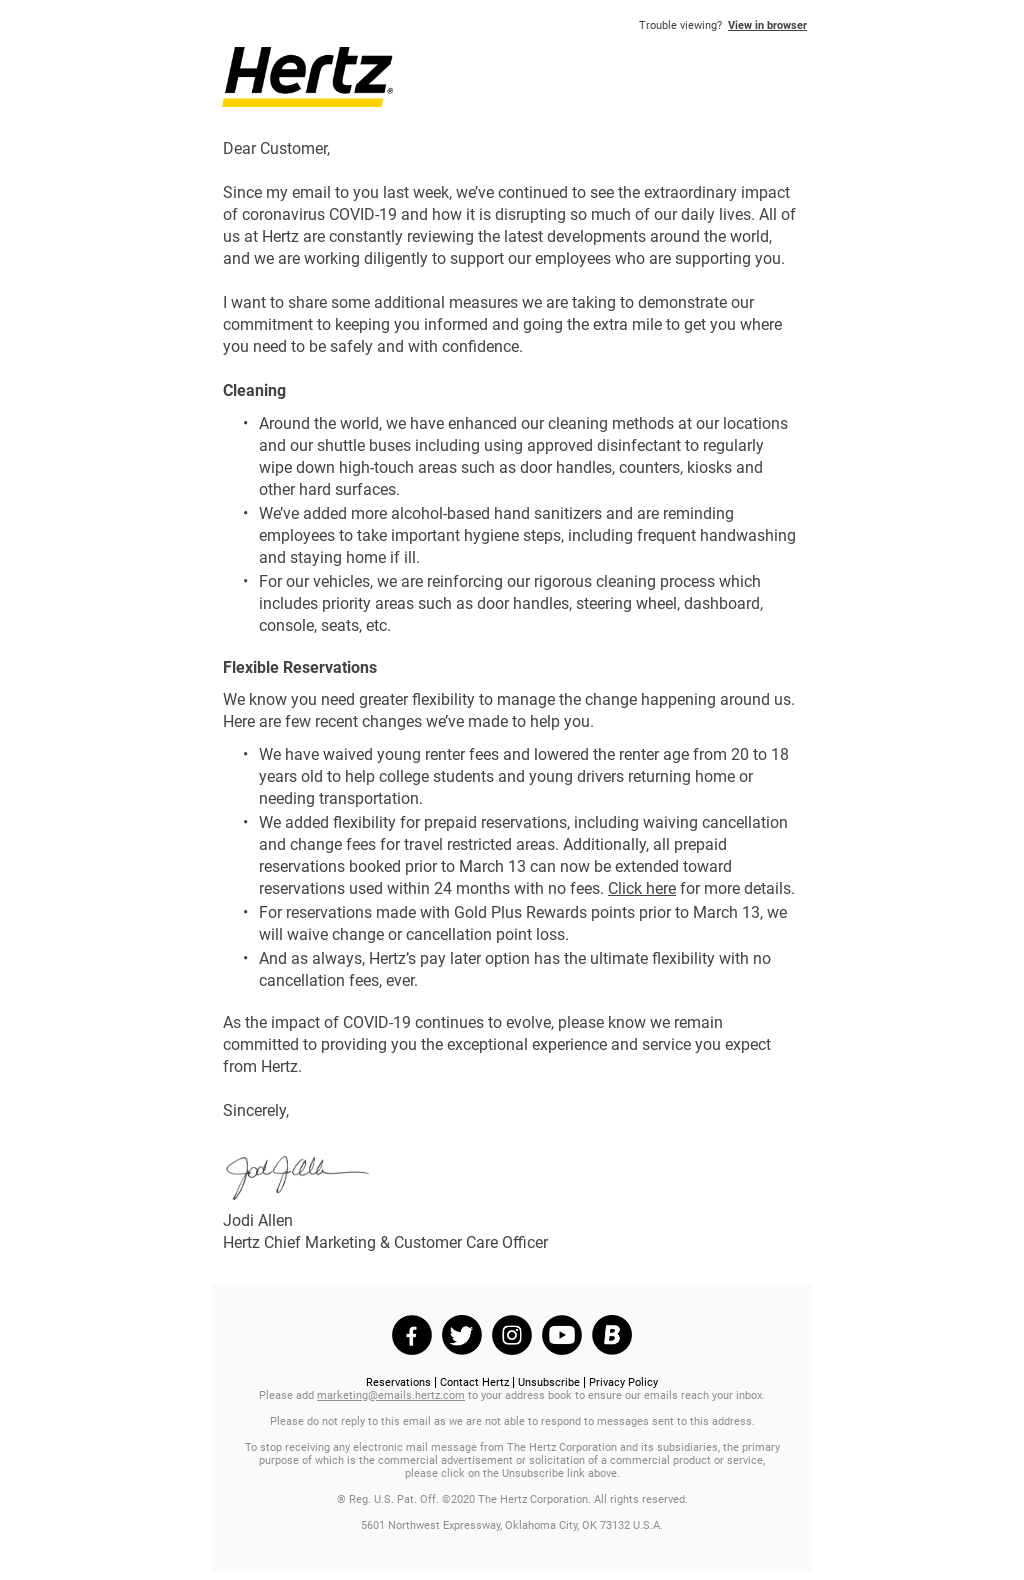 Trouble viewing? View in browser
Hertz®
Dear Customer,
Since my email to you last week, we’ve continued to see the extraordinary impact
of coronavirus COVID-19 and how it is disrupting so much of our daily lives. All of
us at Hertz are constantly reviewing the latest developments around the world,
and we are working diligently to support our employees who are supporting you.
I want to share some additional measures we are taking to demonstrate our
commitment to keeping you informed and going the extra mile to get you where
you need to be safely and with confidence.
Cleaning
• Around the world, we have enhanced our cleaning methods at our locations
and our shuttle buses including using approved disinfectant to regularly
wipe down high-touch areas such as door handles, counters, kiosks and
other hard surfaces.
• We’ve added more alcohol-based hand sanitizers and are reminding
employees to take important hygiene steps, including frequent handwashing
and staying home if ill.
• For our vehicles, we are reinforcing our rigorous cleaning process which
includes priority areas such as door handles, steering wheel, dashboard,
console, seats, etc.
Flexible Reservations
We know you need greater flexibility to manage the change happening around us.
Here are few recent changes we’ve made to help you.
• We have waived young renter fees and lowered the renter age from 20 to 18
years old to help college students and young drivers returning home or
needing transportation.
• We added flexibility for prepaid reservations, including waiving cancellation
and change fees for travel restricted areas. Additionally, all prepaid
reservations booked prior to March 13 can now be extended toward
reservations used within 24 months with no fees. Click here for more details.
• For reservations made with Gold Plus Rewards points prior to March 13, we
will waive change or cancellation point loss.
• And as always, Hertz’s pay later option has the ultimate flexibility with no
cancellation fees, ever.
As the impact of COVID-19 continues to evolve, please know we remain
committed to providing you the exceptional experience and service you expect
from Hertz.
Sincerely,
Jodi Allen
Jodi Allen
Hertz Chief Marketing & Customer Care Officer
Reservations | Contact Hertz | Unsubscribe | Privacy Policy
Please add marketing@emails.hertz.com to your address book to ensure our emails reach your inbox.
Please do not reply to this email as we are not able to respond to messages sent to this address.
To stop receiving any electronic mail message from The Hertz Corporation and its subsidiaries, the primary
purpose of which is the commercial advertisement or solicitation of a commercial product or service,
please click on the Unsubscribe link above.
® Reg. U.S. Pat. Off. ©2020 The Hertz Corporation. All rights reserved.
5601 Northwest Expressway, Oklahoma City, OK 73132 U.S.A.